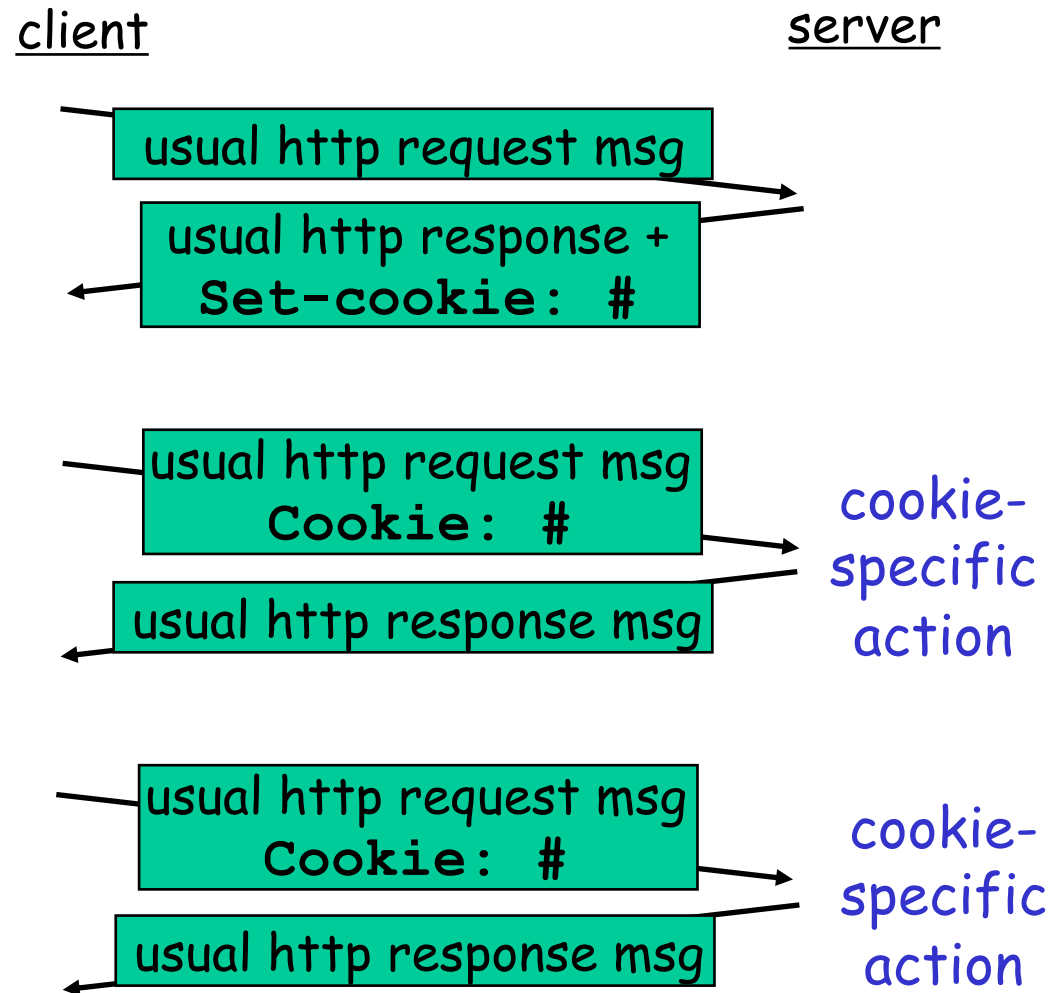 client
server
usual http request msg
usual http response +
Set-cookie: #
usual http request msg
Cookie: #
cookie-
specific
action
usual http response msg
usual http request msg
Cookie: #
cookie-
specific
action
usual http response msg